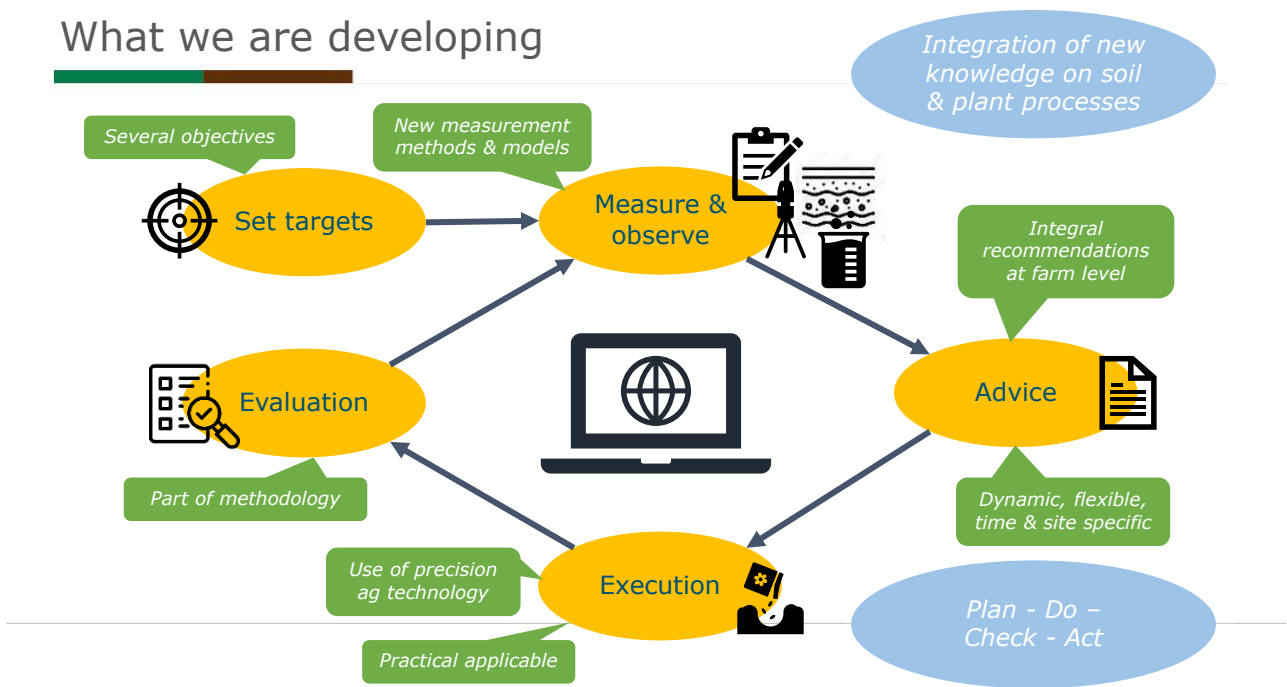 What we are developing
Integration of new
knowledge on soil
& plant processes
Several objectives
New measurement
methods & models
Set targets
Measure &
observe
Integral
recommendations
at farm level
Evaluation
Advice
Part of methodology
Dynamic, flexible,
time & site specific
Use of precision
ag technology
Execution
Practical applicable
Plan - Do –
Check - Act